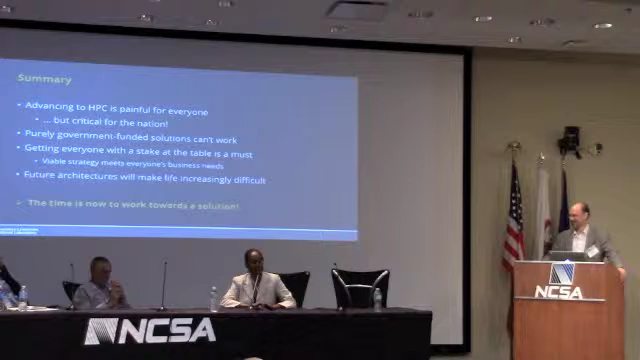 Summary
• Advancing to HPC is painful for everyone
• ... but critical for the nation!
• Purely government-funded solutions can't work
• Getting everyone with a stake at the table is a must
• Viable strategy meets everyone's business needs
• Future architectures will make life increasingly difficult
• The time is now to work towards a solution!
NCSA
NCSA